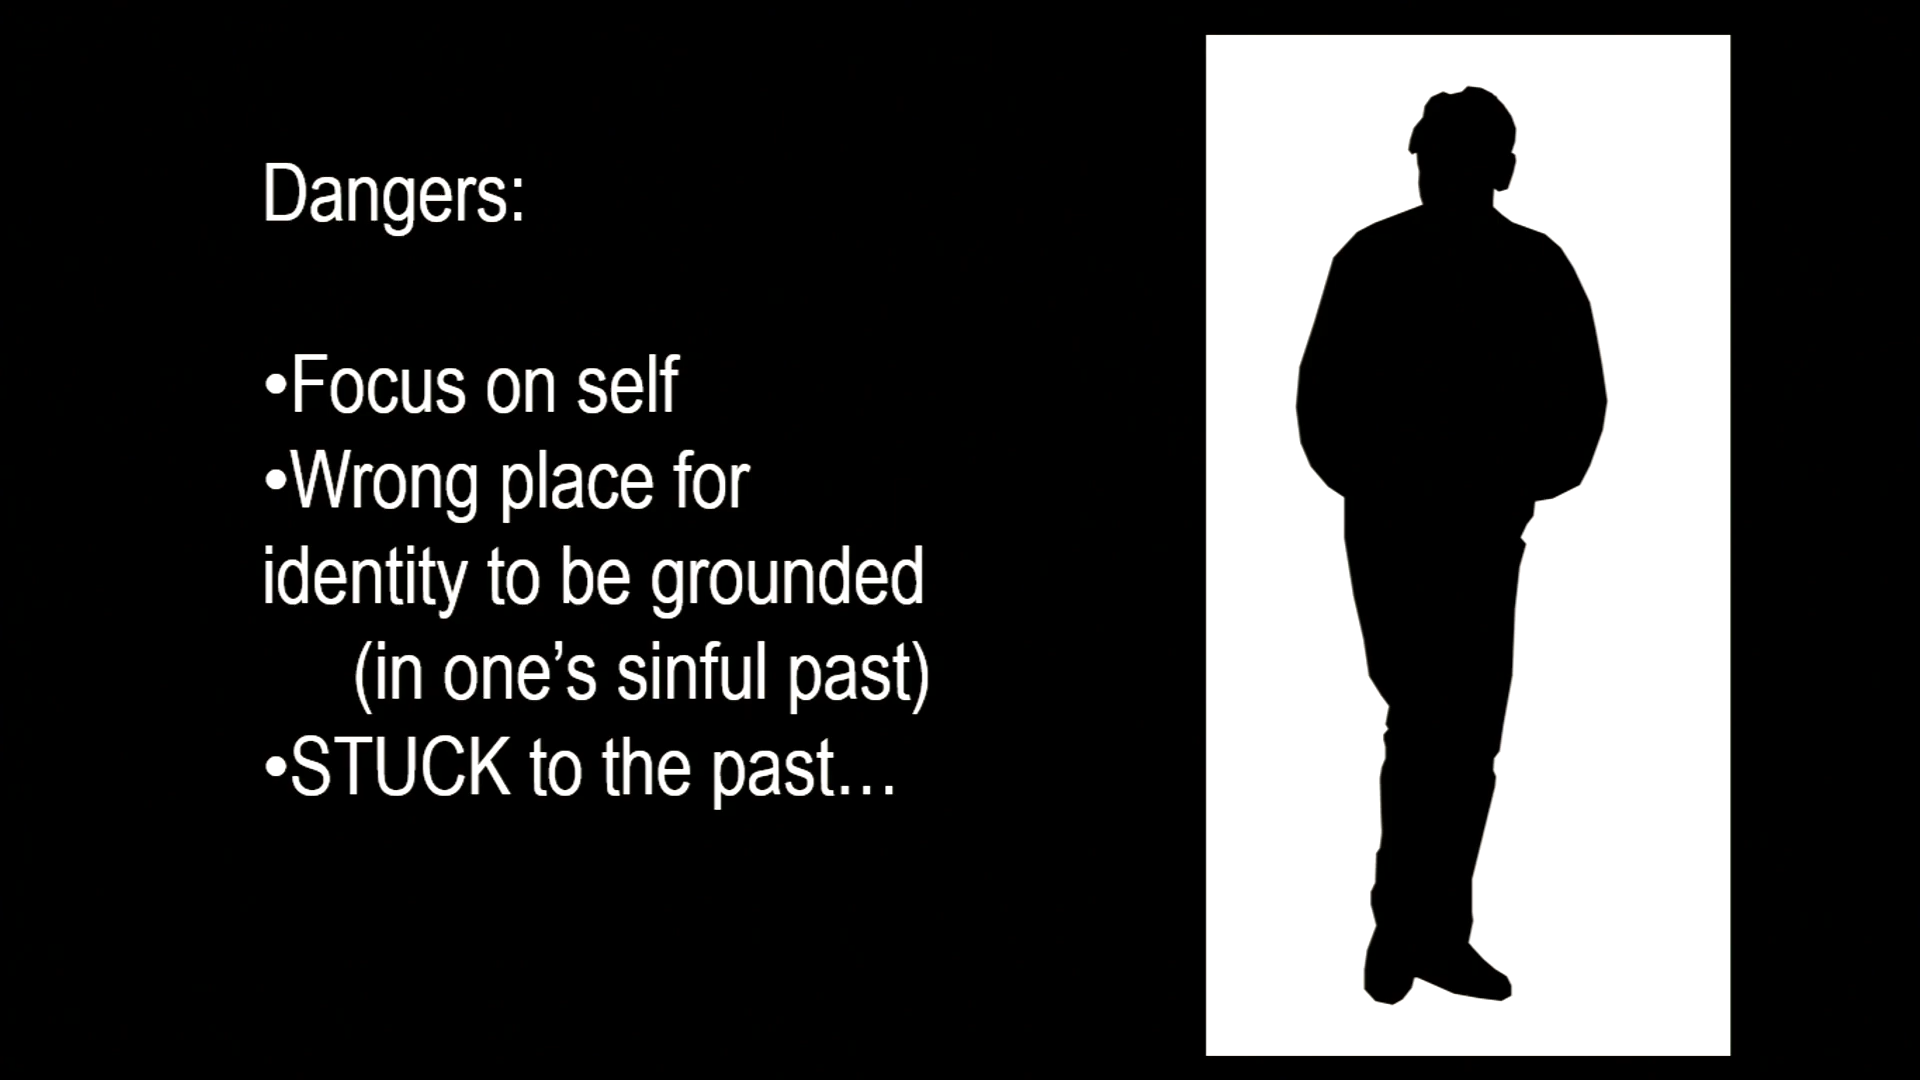 Dangers:
•Focus on self
•Wrong place for
identity to be grounded
(in one’s sinful past)
•STUCK to the past…